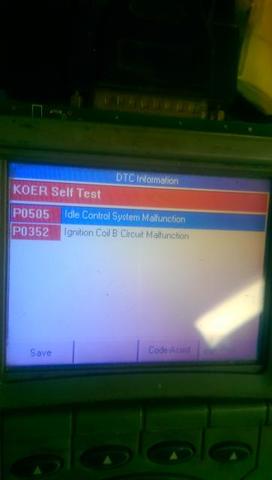 DTC Information
KOER Self Test
P0505 Idle Control System Malfunction
P0352 Ignition Coil B Circuit Malfunction
Save Code-Assist